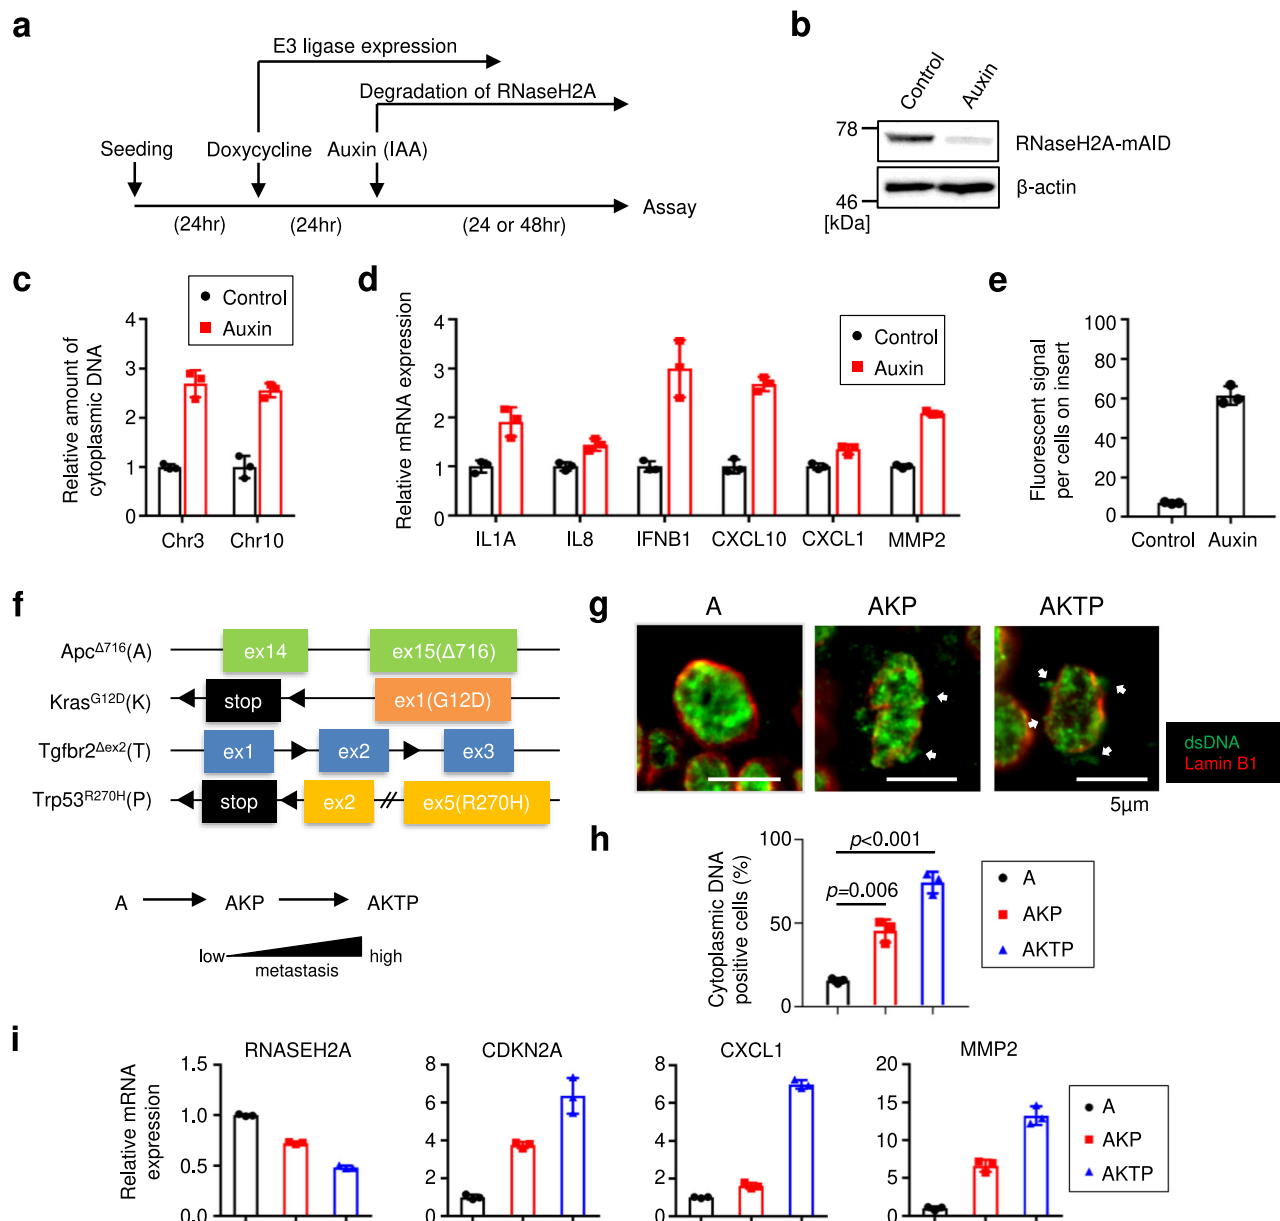 a
E3 ligase expression
Degradation of RNaseH2A
Seeding
Doxycycline
Auxin (IAA)
(24hr)
(24hr)
(24 or 48hr)
Assay
b
Control
Auxin
78
46
[kDa]
RNaseH2A-mAID
β-actin
c
Control
Auxin
Relative amount of
cytoplasmic DNA
4
3
2
1
0
Chr3
Chr10
d
Control
Auxin
Relative mRNA expression
4
3
2
1
0
IL1A
IL8
IFNB1
CXCL10
CXCL1
MMP2
e
Fluorescent signal
per cells on insert
100
80
60
40
20
0
Control
Auxin
f
Apc^Δ716(A)
ex14
ex15(Δ716)
Kras^G12D(K)
stop
ex1(G12D)
Tgfbr2^Δex2(T)
ex1
ex2
ex3
Trp53^R270H(P)
stop
ex2
ex5(R270H)
A
AKP
AKTP
low
high
metastasis
g
A
AKP
AKTP
dsDNA
Lamin B1
5μm
h
Cytoplasmic DNA
positive cells (%)
100
50
0
p<0.001
p=0.006
A
AKP
AKTP
i
Relative mRNA
expression
RNASEH2A
1.5
1.0
0.5
0.0
CDKN2A
8
6
4
2
0
CXCL1
8
6
4
2
0
MMP2
20
15
10
5
0
A
AKP
AKTP